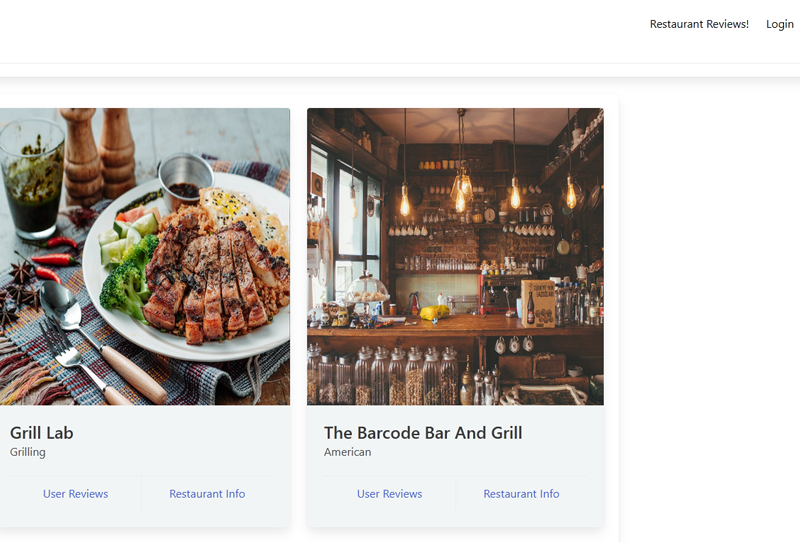 Restaurant Reviews!
Login
Grill Lab
Grilling
User Reviews
Restaurant Info
The Barcode Bar And Grill
American
User Reviews
Restaurant Info